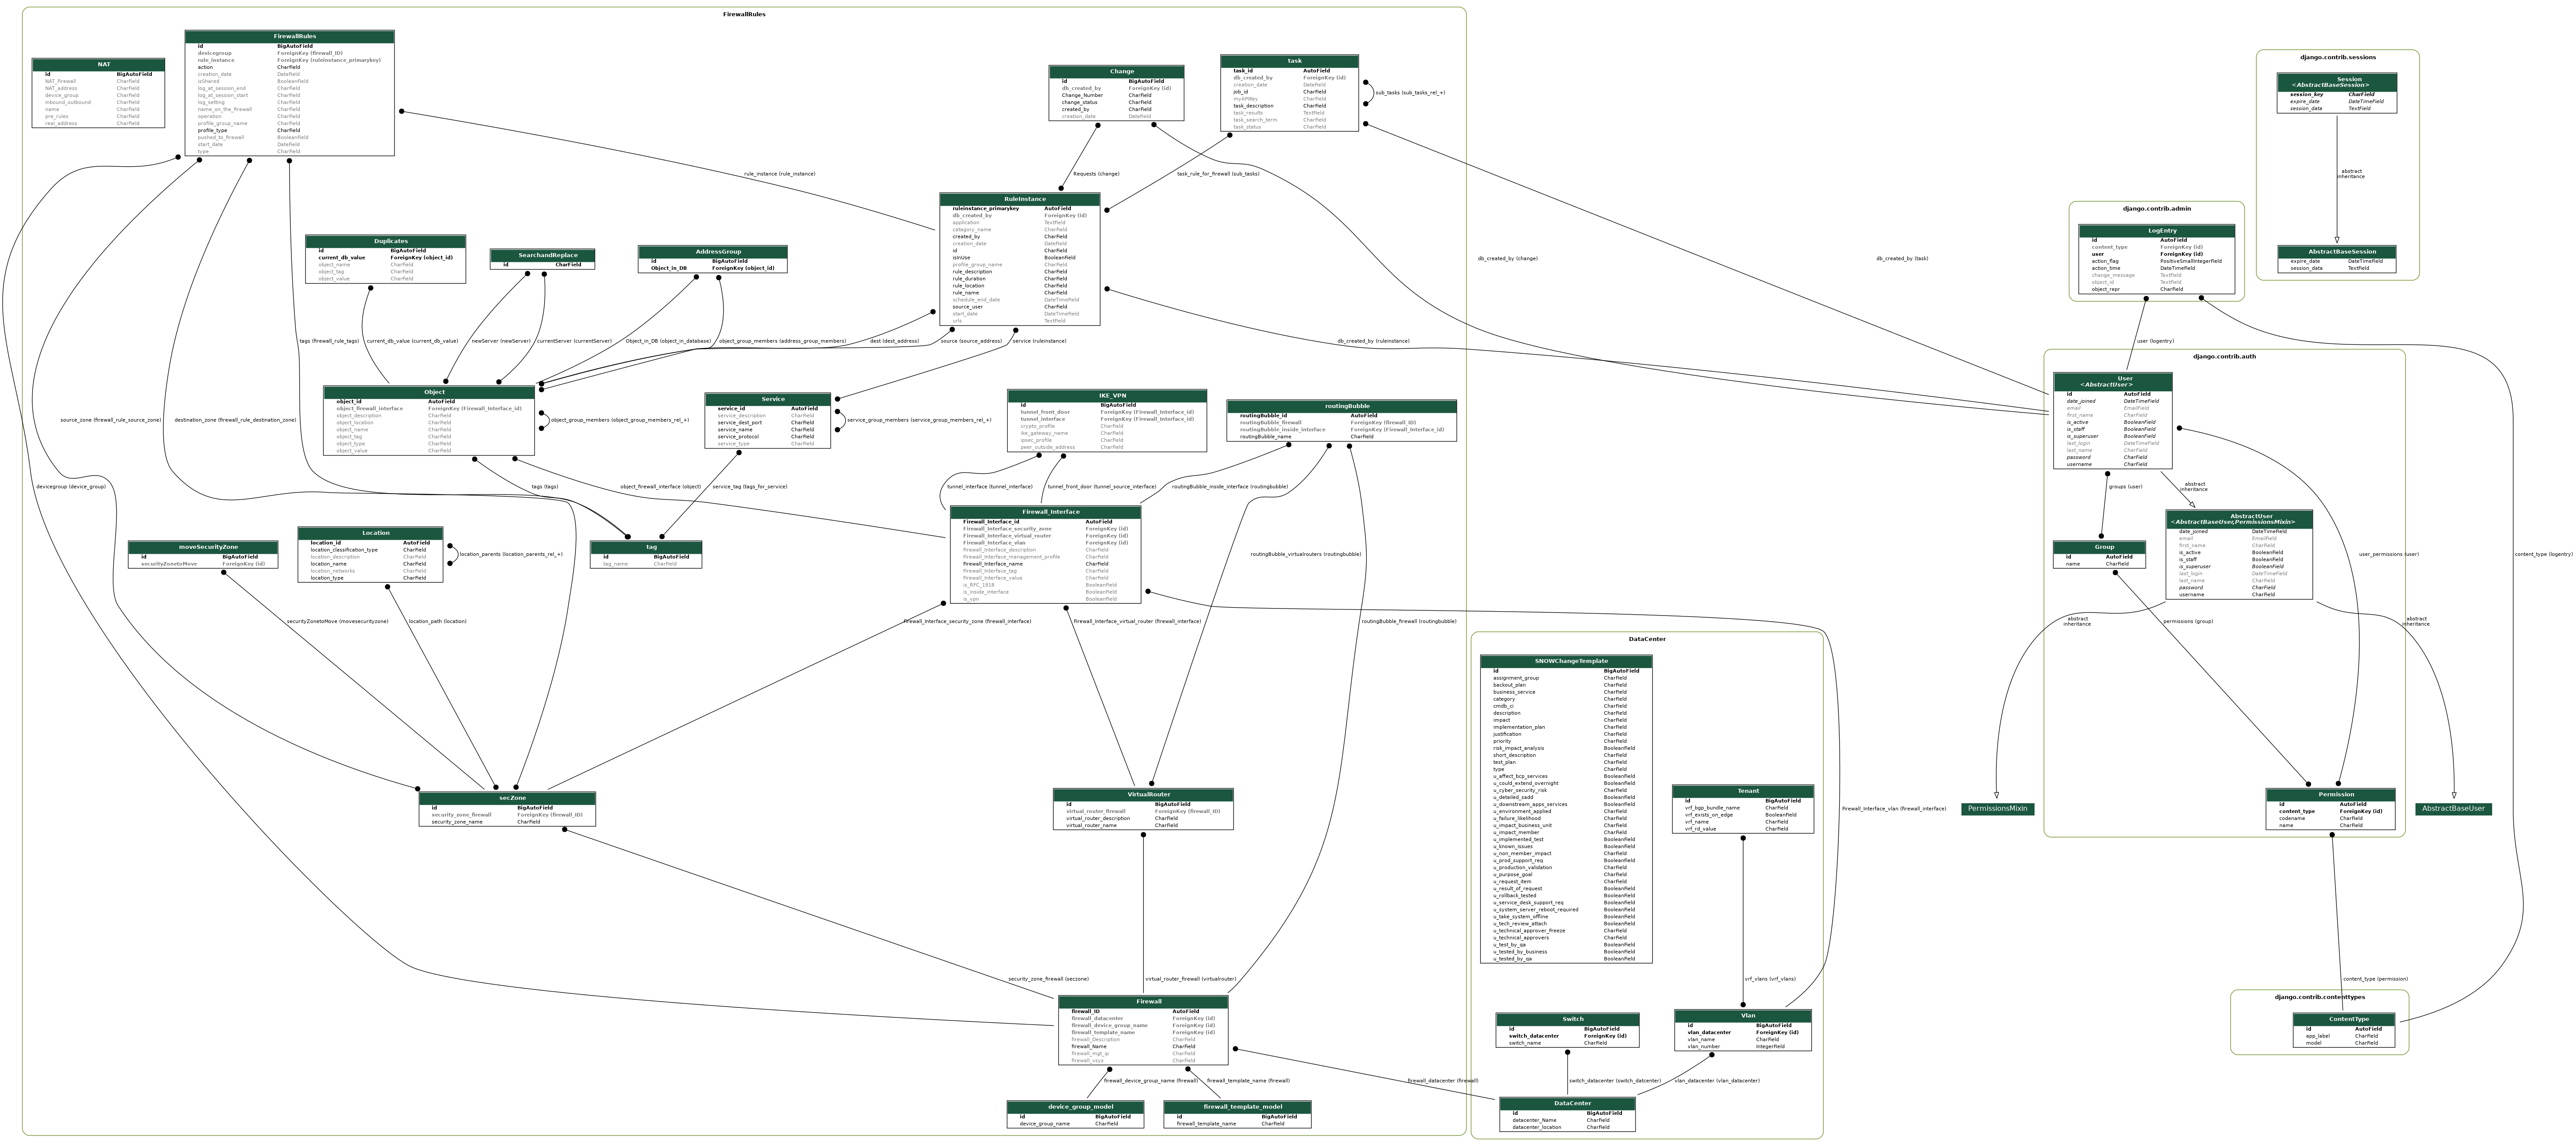 FirewallRules
FirewallRules
id BigAutoField
devicegroup ForeignKey (firewall_ID)
rule_instance ForeignKey (ruleinstance_primarykey)
action CharField
creation_date DateField
isShared BooleanField
log_at_session_end CharField
log_at_session_start CharField
log_setting CharField
name_on_the_firewall CharField
operation CharField
profile_group_name CharField
profile_type CharField
pushed_to_firewall BooleanField
start_date DateField
type CharField
NAT
id BigAutoField
NAT_firewall CharField
NAT_address CharField
device_group CharField
inbound_outbound CharField
name CharField
pre_rules CharField
real_address CharField
Change
id BigAutoField
db_created_by ForeignKey (id)
Change_Number CharField
change_status CharField
created_by CharField
creation_date DateField
task
task_id AutoField
db_created_by ForeignKey (id)
creation_date DateField
job_id CharField
myAPIKey CharField
task_description CharField
task_results TextField
task_search_term CharField
task_status CharField
sub_tasks (sub_tasks_rel_+)
rule_instance (rule_instance)
Requests (change)
task_rule_for_firewall (sub_tasks)
RuleInstance
ruleinstance_primarykey AutoField
db_created_by ForeignKey (id)
application TextField
catagory_name CharField
created_by CharField
creation_date DateField
id CharField
isInUse BooleanField
profile_group_name CharField
rule_description CharField
rule_duration CharField
rule_location CharField
rule_name CharField
schedule_end_date DateTimeField
source_user CharField
start_date DateTimeField
urls TextField
Duplicates
id BigAutoField
current_db_value ForeignKey (object_id)
object_name CharField
object_tag CharField
object_value CharField
SearchandReplace
id CharField
AddressGroup
id BigAutoField
Object_in_DB ForeignKey (object_id)
db_created_by (change)
db_created_by (task)
tags (firewall_rule_tags)
current_db_value (current_db_value)
newServer (newServer)
currentServer (currentServer)
Object_in_DB (object_in_database)
object_group_members (address_group_members)
dest (dest_address)
source (source_address)
service (ruleinstance)
db_created_by (ruleinstance)
Object
object_id AutoField
object_firewall_interface ForeignKey (Firewall_Interface_id)
object_description CharField
object_location CharField
object_name CharField
object_tag CharField
object_type CharField
object_value CharField
object_group_members (object_group_members_rel_+)
Service
service_id AutoField
service_description CharField
service_dest_port CharField
service_name CharField
service_protocol CharField
service_type CharField
service_group_members (service_group_members_rel_+)
IKE_VPN
id BigAutoField
tunnel_front_door ForeignKey (Firewall_Interface_id)
tunnel_interface ForeignKey (Firewall_Interface_id)
crypto_profile CharField
ike_gateway_name CharField
ipsec_profile CharField
peer_outside_address CharField
routingBubble
routingBubble_id AutoField
routingBubble_firewall ForeignKey (firewall_ID)
routingBubble_inside_interface ForeignKey (Firewall_Interface_id)
routingBubble_name CharField
source_zone (firewall_rule_source_zone)
destination_zone (firewall_rule_destination_zone)
devicegroup (device_group)
tags (tags)
object_firewall_interface (object)
service_tag (tags_for_service)
tunnel_interface (tunnel_interface)
tunnel_front_door (tunnel_source_interface)
routingBubble_inside_interface (routingbubble)
Firewall_Interface
Firewall_Interface_id AutoField
Firewall_Interface_security_zone ForeignKey (id)
Firewall_Interface_virtual_router ForeignKey (id)
Firewall_Interface_vlan ForeignKey (id)
Firewall_Interface_description CharField
Firewall_Interface_management_profile CharField
Firewall_Interface_name CharField
Firewall_Interface_tag CharField
Firewall_Interface_value CharField
is_RFC_1918 BooleanField
is_inside_interface BooleanField
is_vpn BooleanField
moveSecurityZone
id BigAutoField
securityZonetoMove ForeignKey (id)
Location
location_id AutoField
location_classification_type CharField
location_description CharField
location_name CharField
location_networks CharField
location_type CharField
location_parents (location_parents_rel_+)
tag
id BigAutoField
tag_name CharField
routingBubble_virtualrouters (routingbubble)
securityZonetoMove (movesecurityzone)
location_path (location)
Firewall_Interface_security_zone (firewall_interface)
Firewall_Interface_virtual_router (firewall_interface)
routingBubble_firewall (routingbubble)
secZone
id BigAutoField
security_zone_firewall ForeignKey (firewall_ID)
security_zone_name CharField
VirtualRouter
id BigAutoField
virtual_router_firewall ForeignKey (firewall_ID)
virtual_router_description CharField
virtual_router_name CharField
security_zone_firewall (seczone)
virtual_router_firewall (virtualrouter)
Firewall
firewall_ID AutoField
firewall_datacenter ForeignKey (id)
firewall_device_group_name ForeignKey (id)
firewall_template_name ForeignKey (id)
firewall_Description CharField
firewall_Name CharField
firewall_mgt_ip CharField
firewall_vsys CharField
firewall_device_group_name (firewall)
firewall_template_name (firewall)
firewall_datacenter (firewall)
device_group_model
id BigAutoField
device_group_name CharField
firewall_template_model
id BigAutoField
firewall_template_name CharField
DataCenter
SNOWChangeTemplate
id BigAutoField
assignment_group CharField
backout_plan CharField
business_service CharField
category CharField
cmdb_ci CharField
description CharField
impact CharField
implementation_plan CharField
justification CharField
priority CharField
risk_impact_analysis BooleanField
short_description CharField
test_plan CharField
type CharField
u_affect_bcp_services BooleanField
u_could_extend_overnight BooleanField
u_cyber_security_risk CharField
u_detailed_sadd BooleanField
u_downstream_apps_services BooleanField
u_environment_applied CharField
u_failure_likelihood CharField
u_impact_business_unit CharField
u_impact_member CharField
u_implemented_test BooleanField
u_known_issues BooleanField
u_non_member_impact CharField
u_prod_support_req BooleanField
u_production_validation CharField
u_purpose_goal CharField
u_request_item CharField
u_result_of_request BooleanField
u_rollback_tested BooleanField
u_service_desk_support_req BooleanField
u_system_server_reboot_required BooleanField
u_take_system_offline BooleanField
u_tech_review_attach BooleanField
u_technical_approver_freeze CharField
u_technical_approvers CharField
u_test_by_qa BooleanField
u_tested_by_business BooleanField
u_tested_by_qa BooleanField
Tenant
id BigAutoField
vrf_bgp_bundle_name CharField
vrf_exists_on_edge BooleanField
vrf_name CharField
vrf_rd_value CharField
Firewall_Interface_vlan (firewall_interface)
vrf_vlans (vrf_vlans)
Switch
id BigAutoField
switch_datacenter ForeignKey (id)
switch_name CharField
Vlan
id BigAutoField
vlan_datacenter ForeignKey (id)
vlan_name CharField
vlan_number IntegerField
switch_datacenter (switch_datcenter)
vlan_datacenter (vlan_datacenter)
DataCenter
id BigAutoField
datacenter_Name CharField
datacenter_location CharField
django.contrib.sessions
Session
<AbstractBaseSession>
session_key CharField
expire_date DateTimeField
session_data TextField
abstract
inheritance
AbstractBaseSession
expire_date DateTimeField
session_data TextField
django.contrib.admin
LogEntry
id AutoField
content_type ForeignKey (id)
user ForeignKey (id)
action_flag PositiveSmallIntegerField
action_time DateTimeField
change_message TextField
object_id TextField
object_repr CharField
user (logentry)
django.contrib.auth
User
<AbstractUser>
id AutoField
date_joined DateTimeField
email EmailField
first_name CharField
is_active BooleanField
is_staff BooleanField
is_superuser BooleanField
last_login DateTimeField
last_name CharField
password CharField
username CharField
groups (user)
abstract
inheritance
AbstractUser
<AbstractBaseUser,PermissionsMixin>
date_joined DateTimeField
email EmailField
first_name CharField
is_active BooleanField
is_staff BooleanField
is_superuser BooleanField
last_login DateTimeField
last_name CharField
password CharField
username CharField
Group
id AutoField
name CharField
user_permissions (user)
content_type (logentry)
abstract
inheritance
permissions (group)
abstract
inheritance
PermissionsMixin
Permission
id AutoField
content_type ForeignKey (id)
codename CharField
name CharField
AbstractBaseUser
content_type (permission)
django.contrib.contenttypes
ContentType
id AutoField
app_label CharField
model CharField